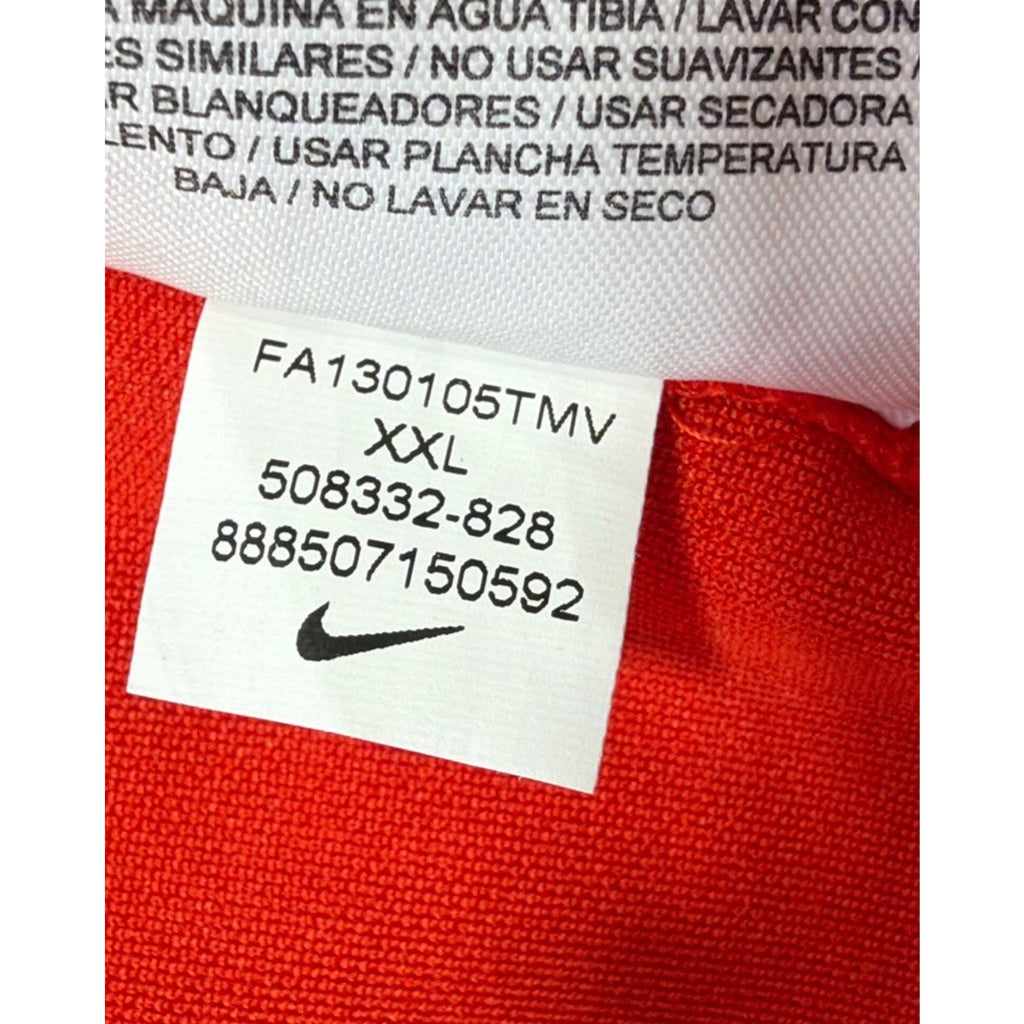 MAQUINA EN AGUA TIBIA / LAVAR CON
ES SIMILARES / NO USAR SUAVIZANTES /
R BLANQUEADORES / USAR SECADORA
LENTO / USAR PLANCHA TEMPERATURA
BAJA / NO LAVAR EN SECO
FA130105TMV
XXL
508332-828
888507150592